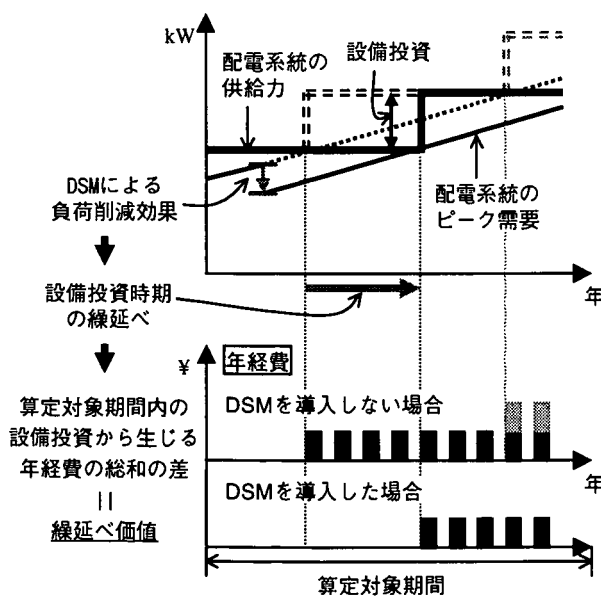 kW
配電系統の
供給力
設備投資
DSMによる
負荷削減効果
配電系統の
ピーク需要
年
設備投資時期
の繰延べ
¥
年経費
算定対象期間内の
設備投資から生じる
年経費の総和の差
=
繰延べ価値
DSMを導入しない場合
年
DSMを導入した場合
年
算定対象期間